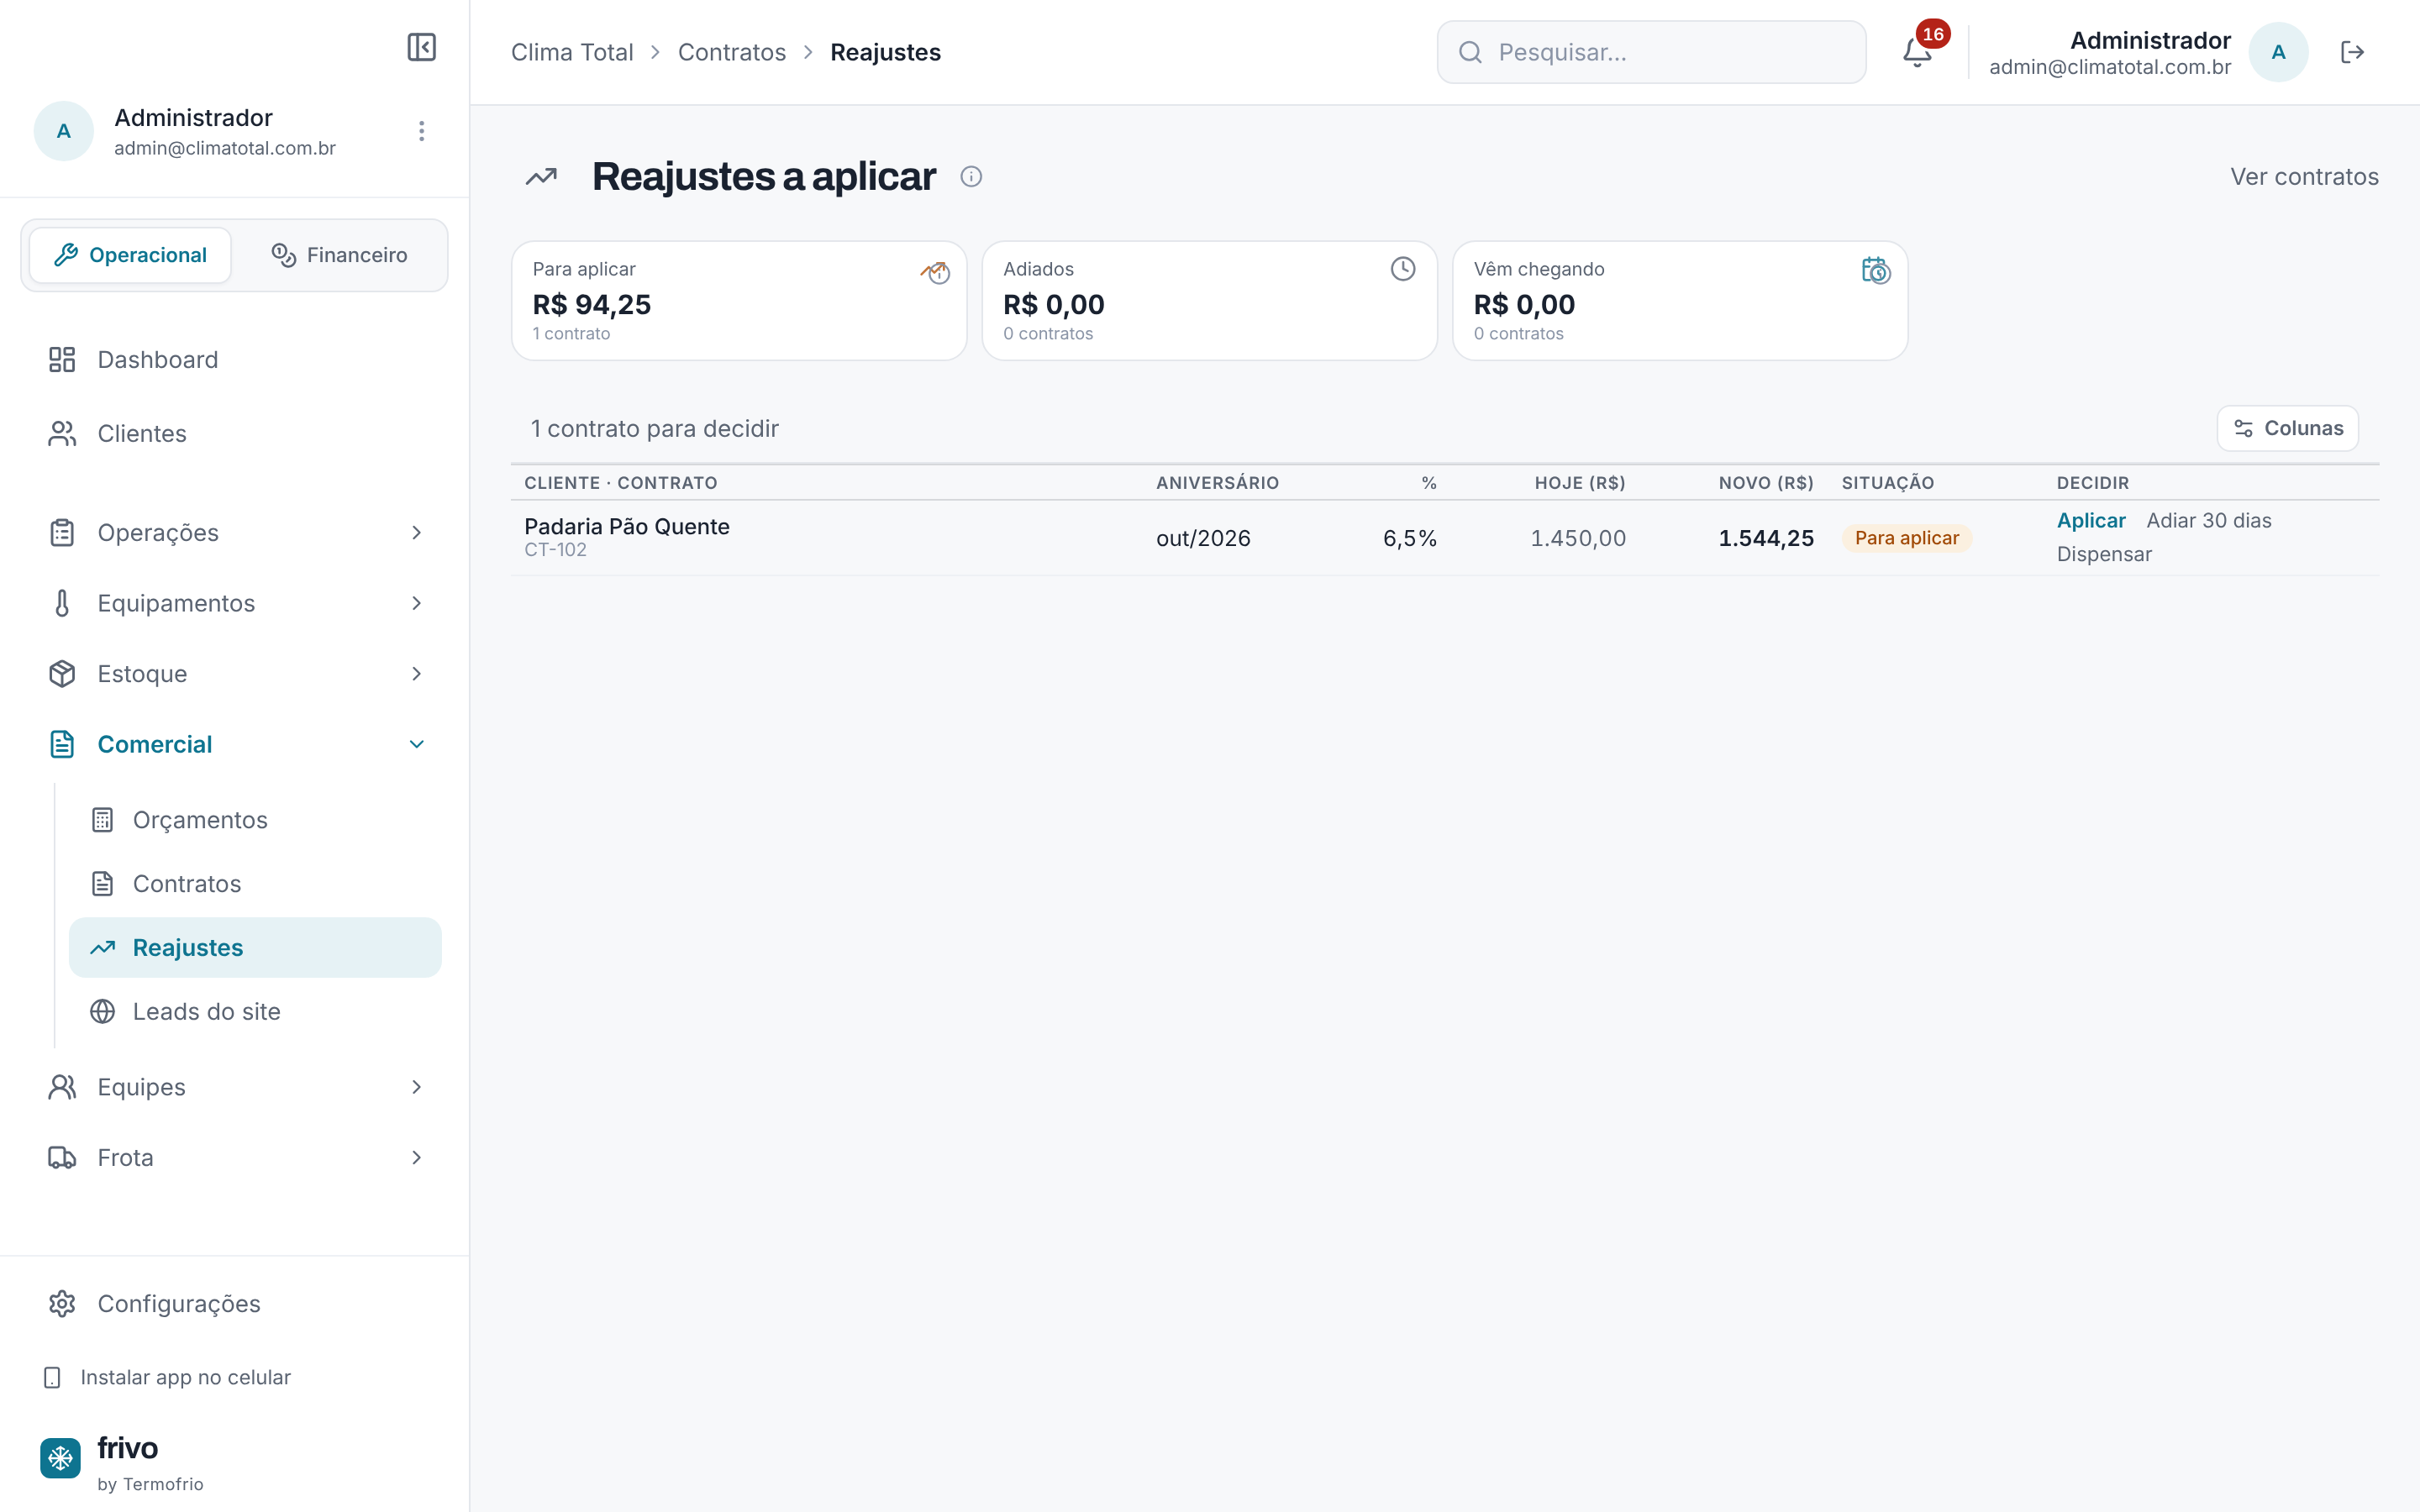 Clima Total > Contratos > Reajustes
Pesquisar...
16
Administrador
admin@climatotal.com.br
A
A
Administrador
admin@climatotal.com.br
Operacional
Financeiro
Dashboard
Clientes
Operações
Equipamentos
Estoque
Comercial
Orçamentos
Contratos
Reajustes
Leads do site
Equipes
Frota
Configurações
Instalar app no celular
frivo
by Termofrio
Reajustes a aplicar
Ver contratos
Para aplicar
R$ 94,25
1 contrato
Adiados
R$ 0,00
0 contratos
Vêm chegando
R$ 0,00
0 contratos
1 contrato para decidir
Colunas
CLIENTE · CONTRATO ANIVERSÁRIO % HOJE (R$) NOVO (R$) SITUAÇÃO DECIDIR
Padaria Pão Quente
CT-102
out/2026 6,5% 1.450,00 1.544,25 Para aplicar
Aplicar Adiar 30 dias
Dispensar